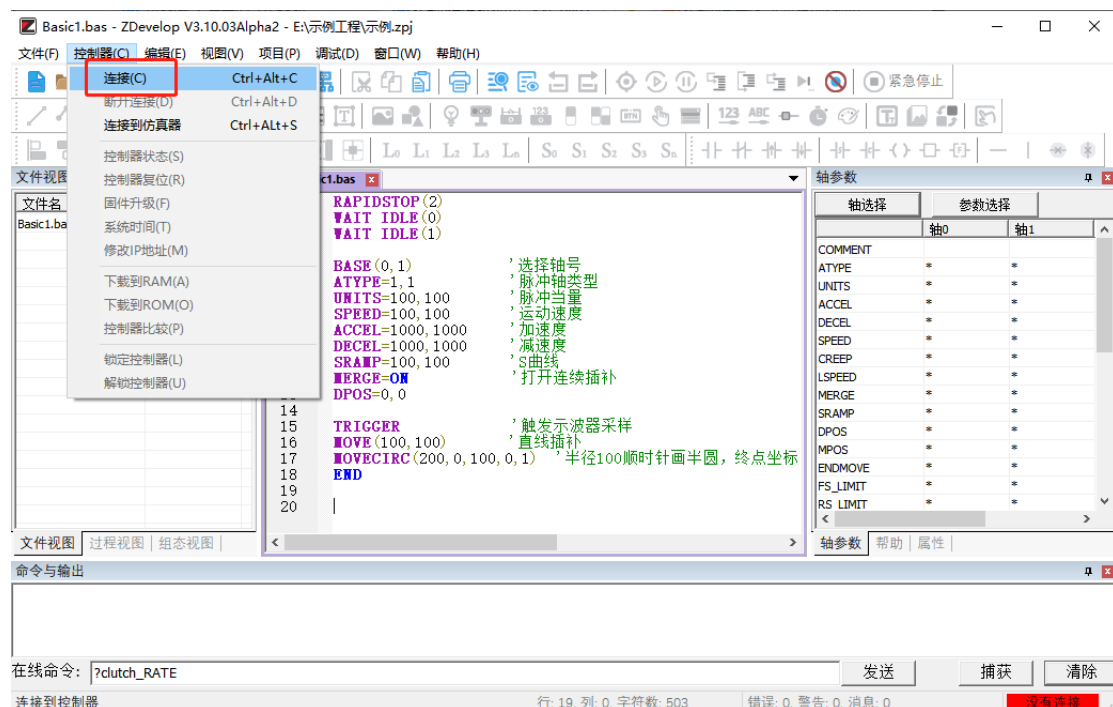 Basic1.bas - ZDevelop V3.10.03Alpha2 - E:\示例工程\示例.zpj
文件(F) 控制器(C) 编辑(E) 视图(V) 项目(P) 调试(D) 窗口(W) 帮助(H)
连接(C) Ctrl+Alt+C
断开连接(D) Ctrl+Alt+D
连接到仿真器 Ctrl+ALt+S
控制器状态(S)
控制器复位(R)
固件升级(F)
系统时间(T)
修改IP地址(M)
下载到RAM(A)
下载到ROM(O)
控制器比较(P)
锁定控制器(L)
解锁控制器(U)
紧急停止
123 ABC
L₀ L₁ L₂ L₃ Lₙ S₀ S₁ S₂ S₃ Sₙ
文件视图
文件名
Basic1.ba
c1.bas
RAPIDSTOP(2)
WAIT IDLE(0)
WAIT IDLE(1)
BASE(0,1) '选择轴号
ATYPE=1,1 '脉冲轴类型
UNITS=100,100 '脉冲当量
SPEED=100,100 '运动速度
ACCEL=1000,1000 '加速度
DECEL=1000,1000 '减速度
SRAMP=100,100 'S曲线
MERGE=ON '打开连续插补
DPOS=0,0
14
15 TRIGGER '触发示波器采样
16 MOVE(100,100) '直线插补
17 MOVECIRC(200,0,100,0,1) '半径100顺时针画半圆，终点坐标
18 END
19
20
轴参数
轴选择 参数选择
轴0 轴1
COMMENT
ATYPE * *
UNITS * *
ACCEL * *
DECEL * *
SPEED * *
CREEP * *
LSPEED * *
MERGE * *
SRAMP * *
DPOS * *
MPOS * *
ENDMOVE * *
FS_LIMIT * *
RS_LIMIT * *
文件视图 过程视图 组态视图
轴参数 帮助 属性
命令与输出
在线命令: ?clutch_RATE 发送 捕获 清除
连接到控制器 行: 19, 列: 0, 字符数: 503 错误: 0, 警告: 0, 消息: 0 没有连接